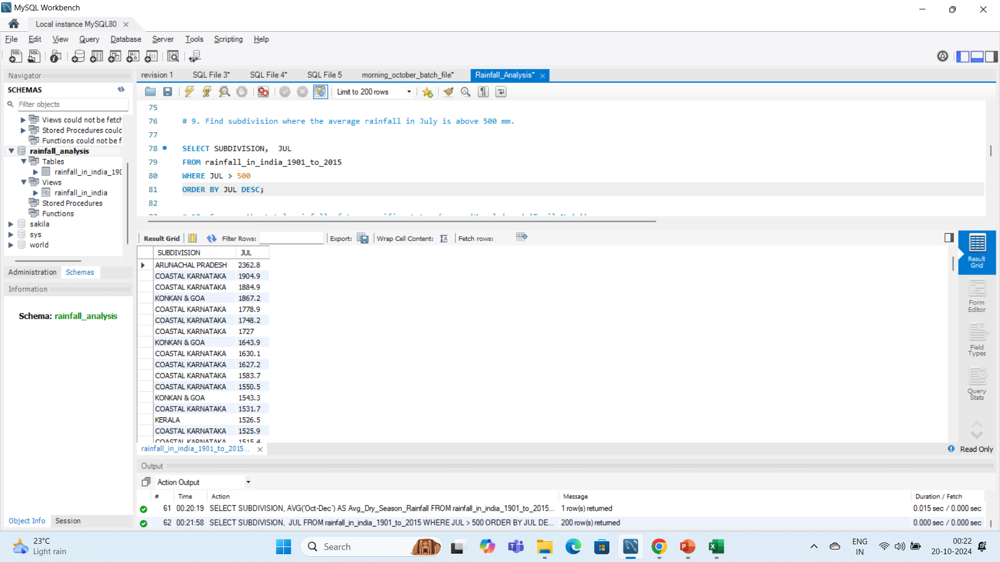 MySQL Workbench
Local instance MySQL80
File Edit View Query Database Server Tools Scripting Help
Navigator
SCHEMAS
Filter objects
Views could not be fetch
Stored Procedures could
Functions could not be f
rainfall_analysis
Tables
rainfall_in_india_190
Views
rainfall_in_india
Stored Procedures
Functions
sakila
sys
world
Administration Schemas
Information
Schema: rainfall_analysis
Object Info Session
revision 1 SQL File 3* SQL File 4* SQL File 5 morning_october_batch_file* Rainfall_Analysis*
Limit to 200 rows
75
76 # 9. Find subdivision where the average rainfall in July is above 500 mm.
77
78 SELECT SUBDIVISION, JUL
79 FROM rainfall_in_india_1901_to_2015
80 WHERE JUL > 500
81 ORDER BY JUL DESC;
82
Result Grid Filter Rows: Export: Wrap Cell Content: Fetch rows:
SUBDIVISION JUL
ARUNACHAL PRADESH 2362.8
COASTAL KARNATAKA 1904.9
COASTAL KARNATAKA 1884.9
KONKAN & GOA 1867.2
COASTAL KARNATAKA 1778.9
COASTAL KARNATAKA 1748.2
COASTAL KARNATAKA 1727
KONKAN & GOA 1643.9
COASTAL KARNATAKA 1630.1
COASTAL KARNATAKA 1627.2
COASTAL KARNATAKA 1583.7
COASTAL KARNATAKA 1550.5
KONKAN & GOA 1543.3
COASTAL KARNATAKA 1531.7
KERALA 1526.5
COASTAL KARNATAKA 1525.9
COASTAL KARNATAKA 1515.4
Result
Grid
Form
Editor
Field
Types
Query
Stats
rainfall_in_india_1901_to_2015...
Read Only
Output
Action Output
# Time Action Message Duration / Fetch
61 00:20:19 SELECT SUBDIVISION, AVG(`Oct-Dec`) AS Avg_Dry_Season_Rainfall FROM rainfall_in_india_1901_to_2015... 1 row(s) returned 0.015 sec / 0.000 sec
62 00:21:58 SELECT SUBDIVISION, JUL FROM rainfall_in_india_1901_to_2015 WHERE JUL > 500 ORDER BY JUL DE... 200 row(s) returned 0.000 sec / 0.000 sec
23°C
Light rain
Search
ENG
IN
00:22
20-10-2024